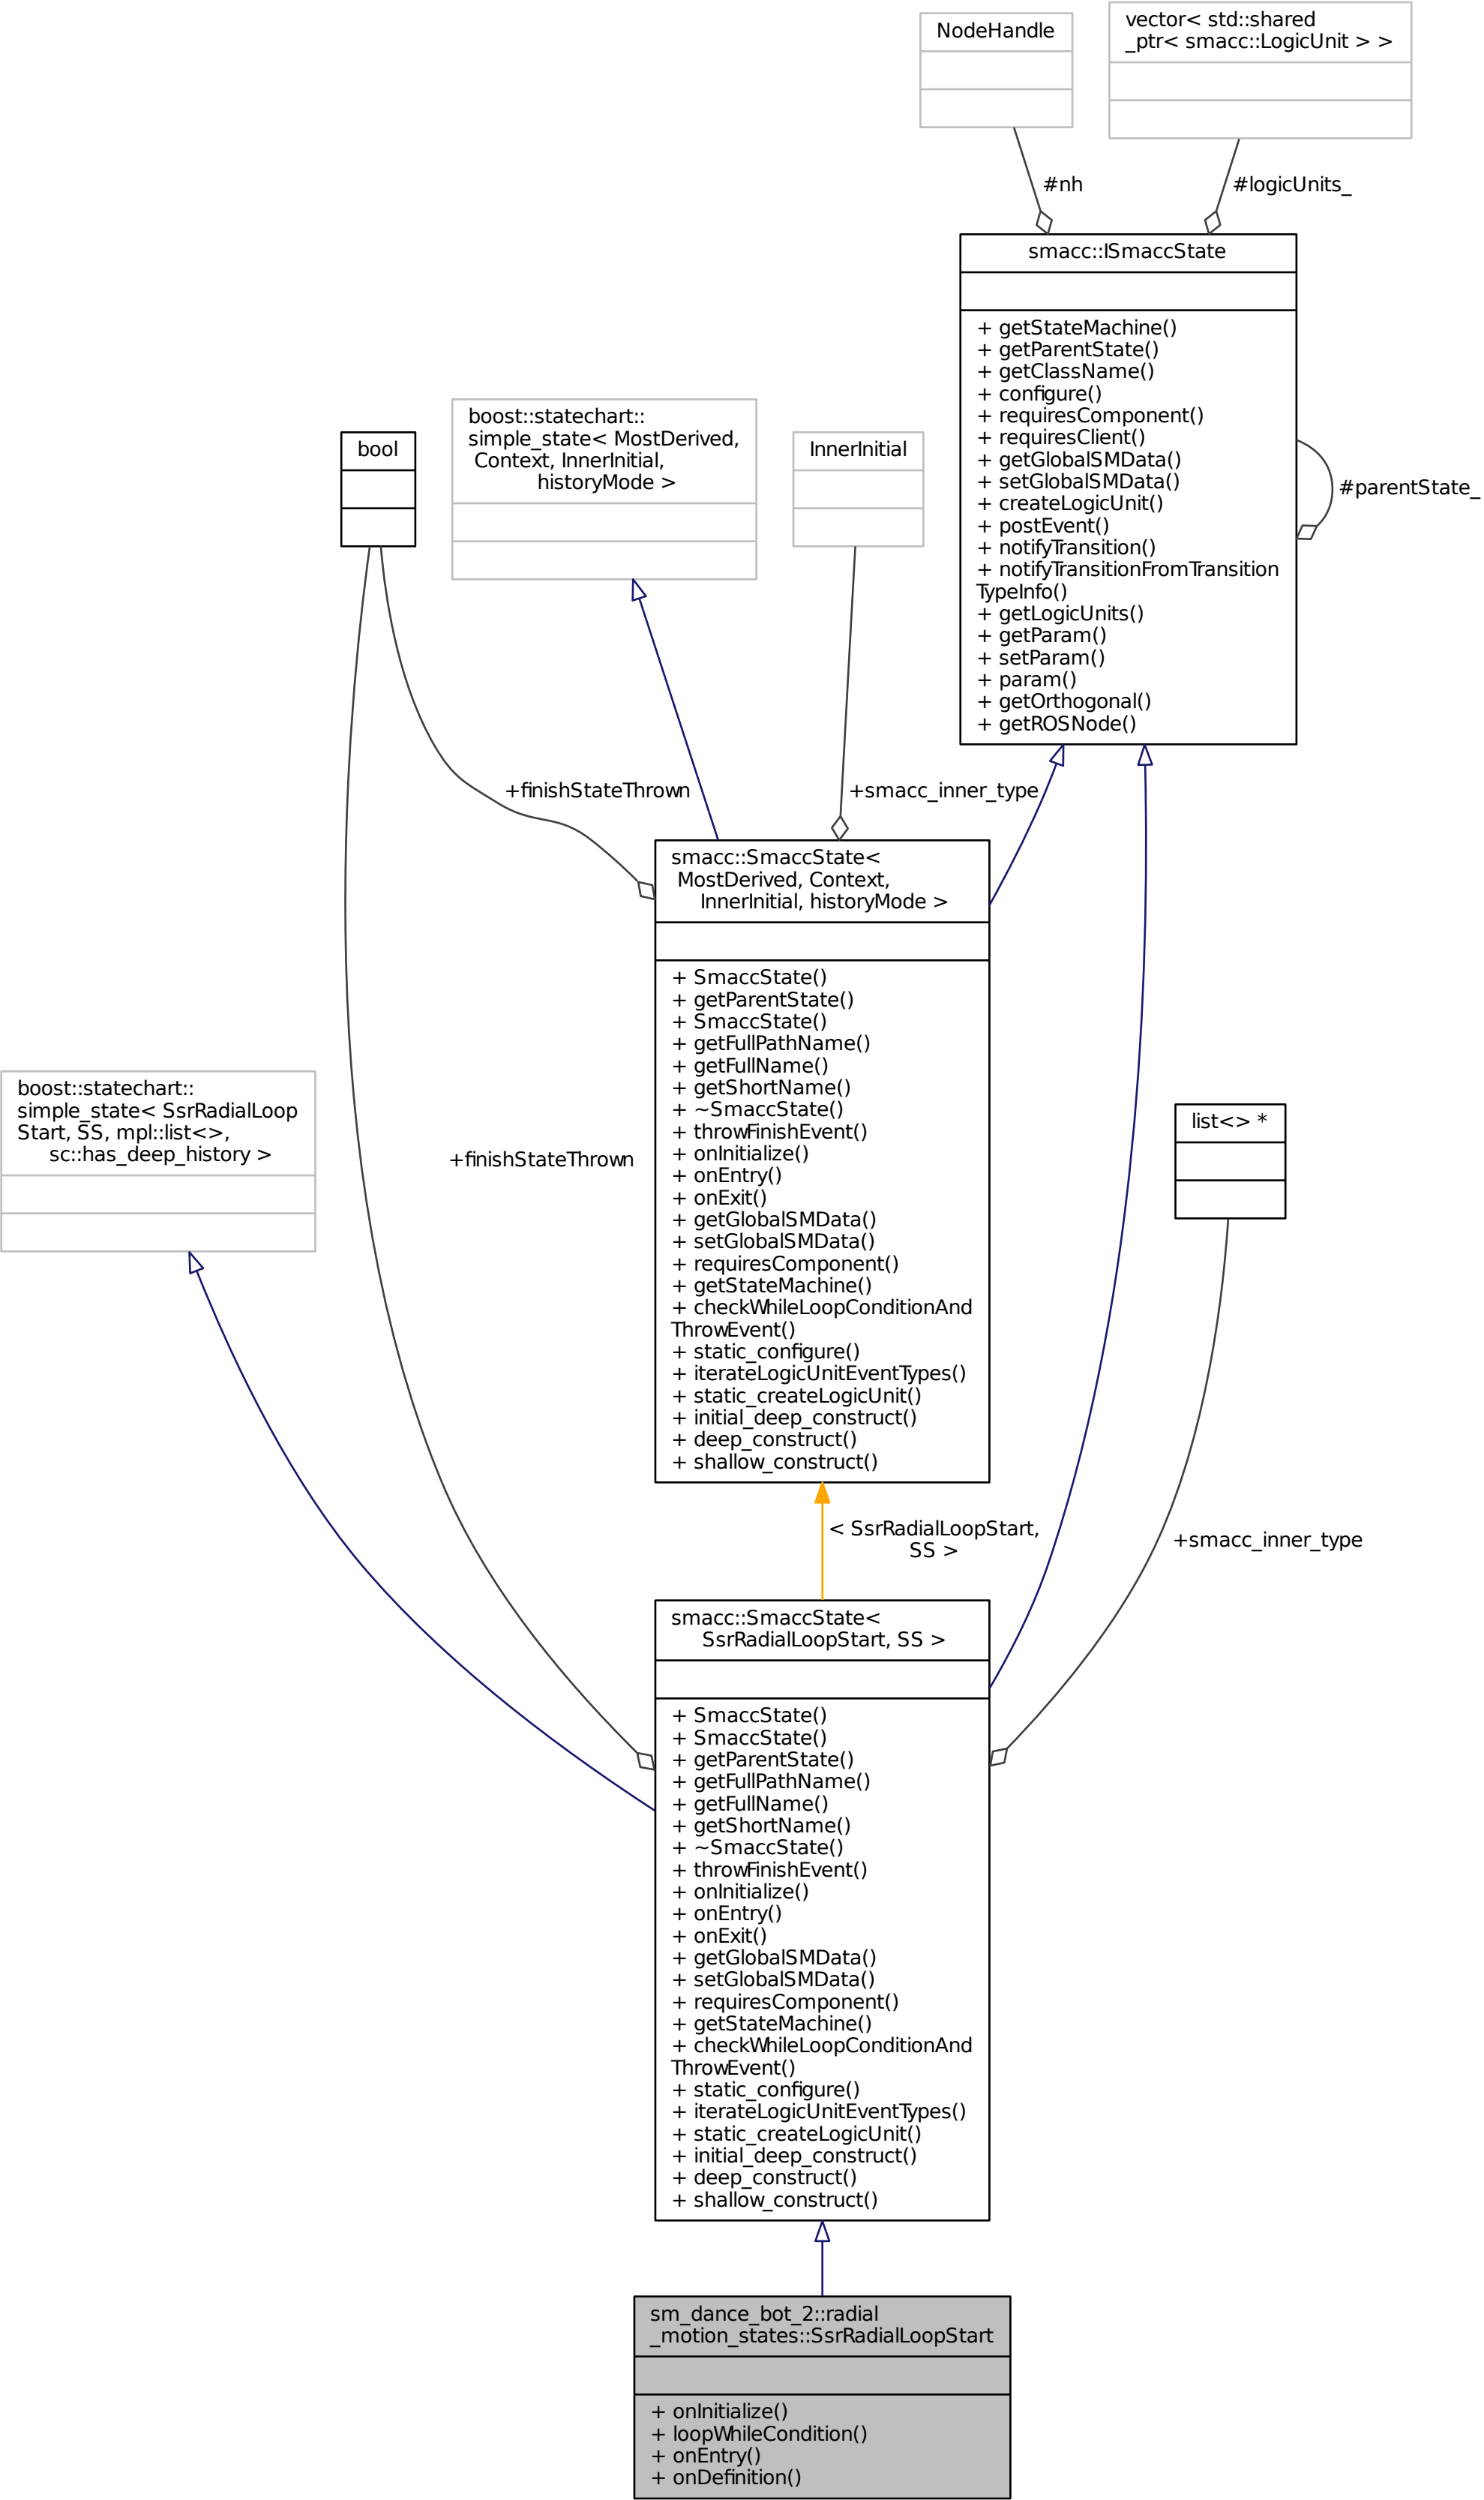 NodeHandle
vector< std::shared
_ptr< smacc::LogicUnit > >
#nh
#logicUnits_
smacc::ISmaccState
+ getStateMachine()
+ getParentState()
+ getClassName()
+ configure()
+ requiresComponent()
+ requiresClient()
+ getGlobalSMData()
+ setGlobalSMData()
+ createLogicUnit()
+ postEvent()
+ notifyTransition()
+ notifyTransitionFromTransition
TypeInfo()
+ getLogicUnits()
+ getParam()
+ setParam()
+ param()
+ getOrthogonal()
+ getROSNode()
#parentState_
bool
boost::statechart::
simple_state< MostDerived,
Context, InnerInitial,
historyMode >
InnerInitial
+finishStateThrown
+smacc_inner_type
smacc::SmaccState<
MostDerived, Context,
InnerInitial, historyMode >
+ SmaccState()
+ getParentState()
+ SmaccState()
+ getFullPathName()
+ getFullName()
+ getShortName()
+ ~SmaccState()
+ throwFinishEvent()
+ onInitialize()
+ onEntry()
+ onExit()
+ getGlobalSMData()
+ setGlobalSMData()
+ requiresComponent()
+ getStateMachine()
+ checkWhileLoopConditionAnd
ThrowEvent()
+ static_configure()
+ iterateLogicUnitEventTypes()
+ static_createLogicUnit()
+ initial_deep_construct()
+ deep_construct()
+ shallow_construct()
boost::statechart::
simple_state< SsrRadialLoop
Start, SS, mpl::list<>,
sc::has_deep_history >
+finishStateThrown
list<> *
< SsrRadialLoopStart,
SS >
+smacc_inner_type
smacc::SmaccState<
SsrRadialLoopStart, SS >
+ SmaccState()
+ SmaccState()
+ getParentState()
+ getFullPathName()
+ getFullName()
+ getShortName()
+ ~SmaccState()
+ throwFinishEvent()
+ onInitialize()
+ onEntry()
+ onExit()
+ getGlobalSMData()
+ setGlobalSMData()
+ requiresComponent()
+ getStateMachine()
+ checkWhileLoopConditionAnd
ThrowEvent()
+ static_configure()
+ iterateLogicUnitEventTypes()
+ static_createLogicUnit()
+ initial_deep_construct()
+ deep_construct()
+ shallow_construct()
sm_dance_bot_2::radial
_motion_states::SsrRadialLoopStart
+ onInitialize()
+ loopWhileCondition()
+ onEntry()
+ onDefinition()